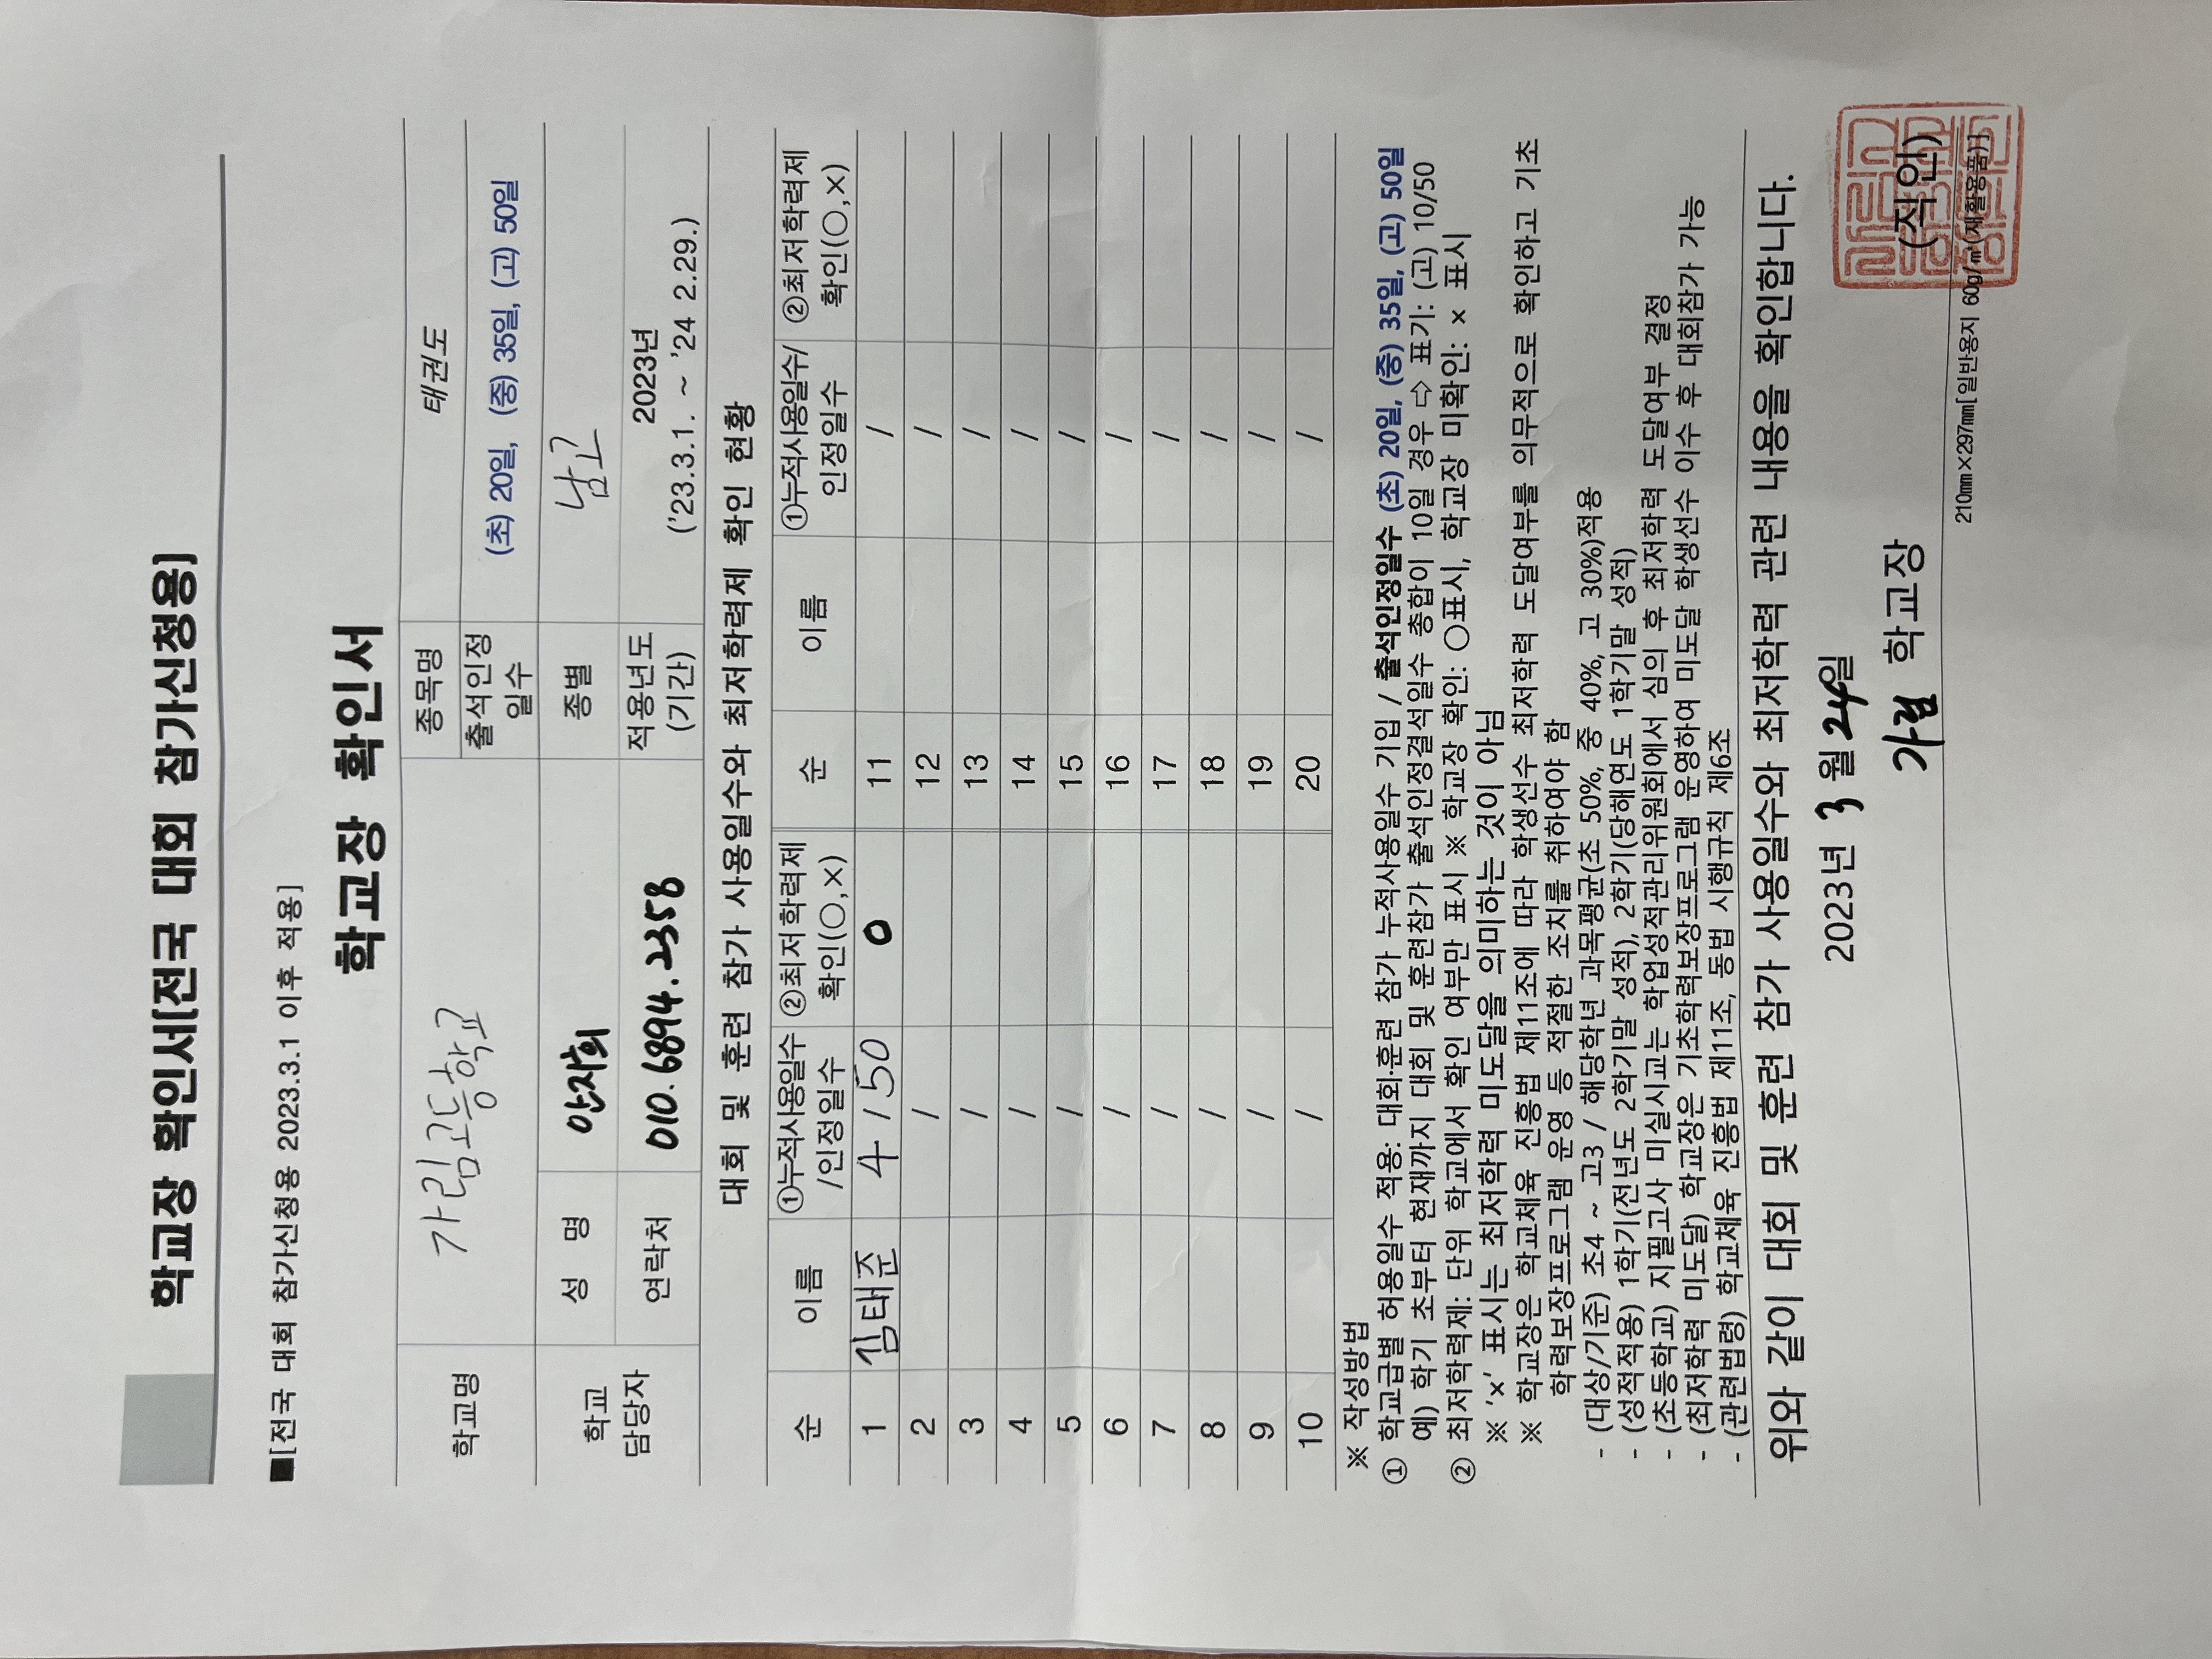 학교장 확인서[전국 대회 참가신청용]
■[전국 대회 참가신청용 2023.3.1 이후 적용]
학교장 확인서
학교명 가림고등학교 종목명 태권도
출석인정 일수 (초) 20일, (중) 35일, (고) 50일
학교 담당자 성 명 안자희 종별 남고
연락처 010.6894.2358 적용년도 (기간) 2023년 ('23.3.1. ~ '24 2.29.)
대회 및 훈련 참가 사용일수와 최저학력제 확인 현황
순 이름 ①누적사용일수 /인정일수 ②최저학력제 확인(○,×) 순 이름 ①누적사용일수/ 인정일수 ②최저학력제 확인(○,×)
1 심태준 4 / 50 O 11 /
2 / 12 /
3 / 13 /
4 / 14 /
5 / 15 /
6 / 16 /
7 / 17 /
8 / 18 /
9 / 19 /
10 / 20 /
※ 작성방법
① 학교급별 허용일수 적용: 대회·훈련 참가 누적사용일수 기입 / 출석인정일수 (초) 20일, (중) 35일, (고) 50일
예) 학기 초부터 현재까지 대회 및 훈련참가 출석인정결석일수 총합이 10일 경우 ⇨ 표기: (고) 10/50
② 최저학력제: 단위 학교에서 확인 여부만 표시 ※ 학교장 확인: ○표시, 학교장 미확인: × 표시
※ '×' 표시는 최저학력 미도달을 의미하는 것이 아님
※ 학교장은 학교체육 진흥법 제11조에 따라 학생선수 최저학력 도달여부를 의무적으로 확인하고 기초
학력보장프로그램 운영 등 적절한 조치를 취하여야 함
- (대상/기준) 초4 ~ 고3 / 해당학년 과목평균(초 50%, 중 40%, 고 30%)적용
- (성적적용) 1학기(전년도 2학기말 성적), 2학기(당해연도 1학기말 성적)
- (초등학교) 지필고사 미실시교는 학업성적관리위원회에서 심의 후 최저학력 도달여부 결정
- (최저학력 미도달) 학교장은 기초학력보장프로그램 운영하여 미도달 학생선수 이수 후 대회참가 가능
- (관련법령) 학교체육 진흥법 제11조, 동법 시행규칙 제6조
위와 같이 대회 및 훈련 참가 사용일수와 최저학력 관련 내용을 확인합니다.
2023년 3월 24일
가림 학교장 (직인)
210mm×297mm[일반용지 60g/㎡(재활용품)]